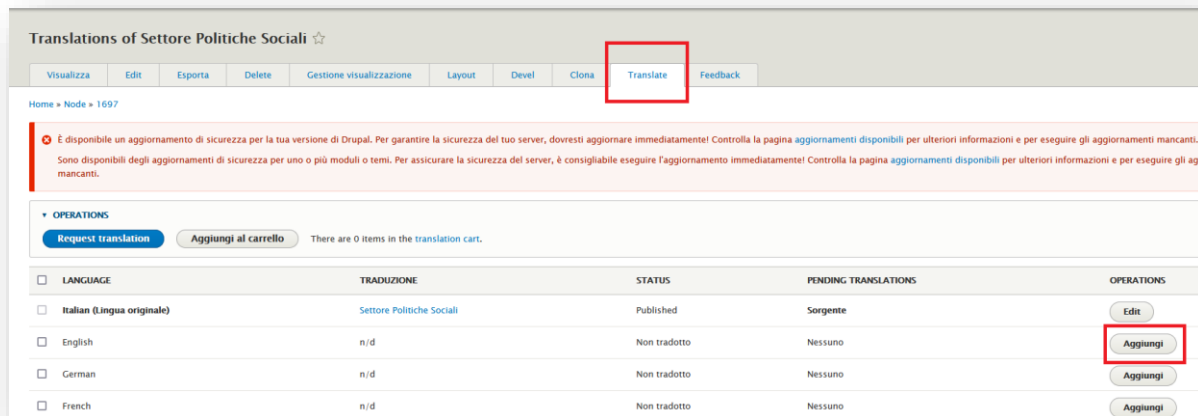 Translations of Settore Politiche Sociali ☆
Visualizza Edit Esporta Delete Gestione visualizzazione Layout Devel Clona Translate Feedback
Home » Node » 1697
È disponibile un aggiornamento di sicurezza per la tua versione di Drupal. Per garantire la sicurezza del tuo server, dovresti aggiornare immediatamente! Controlla la pagina aggiornamenti disponibili per ulteriori informazioni e per eseguire gli aggiornamenti mancanti.
Sono disponibili degli aggiornamenti di sicurezza per uno o più moduli o temi. Per assicurare la sicurezza del server, è consigliabile eseguire l'aggiornamento immediatamente! Controlla la pagina aggiornamenti disponibili per ulteriori informazioni e per eseguire gli
mancanti.
▾ OPERATIONS
Request translation Aggiungi al carrello There are 0 items in the translation cart.
LANGUAGE TRADUZIONE STATUS PENDING TRANSLATIONS OPERATIONS
Italian (Lingua originale) Settore Politiche Sociali Published Sorgente Edit
English n/d Non tradotto Nessuno Aggiungi
German n/d Non tradotto Nessuno Aggiungi
French n/d Non tradotto Nessuno Aggiungi